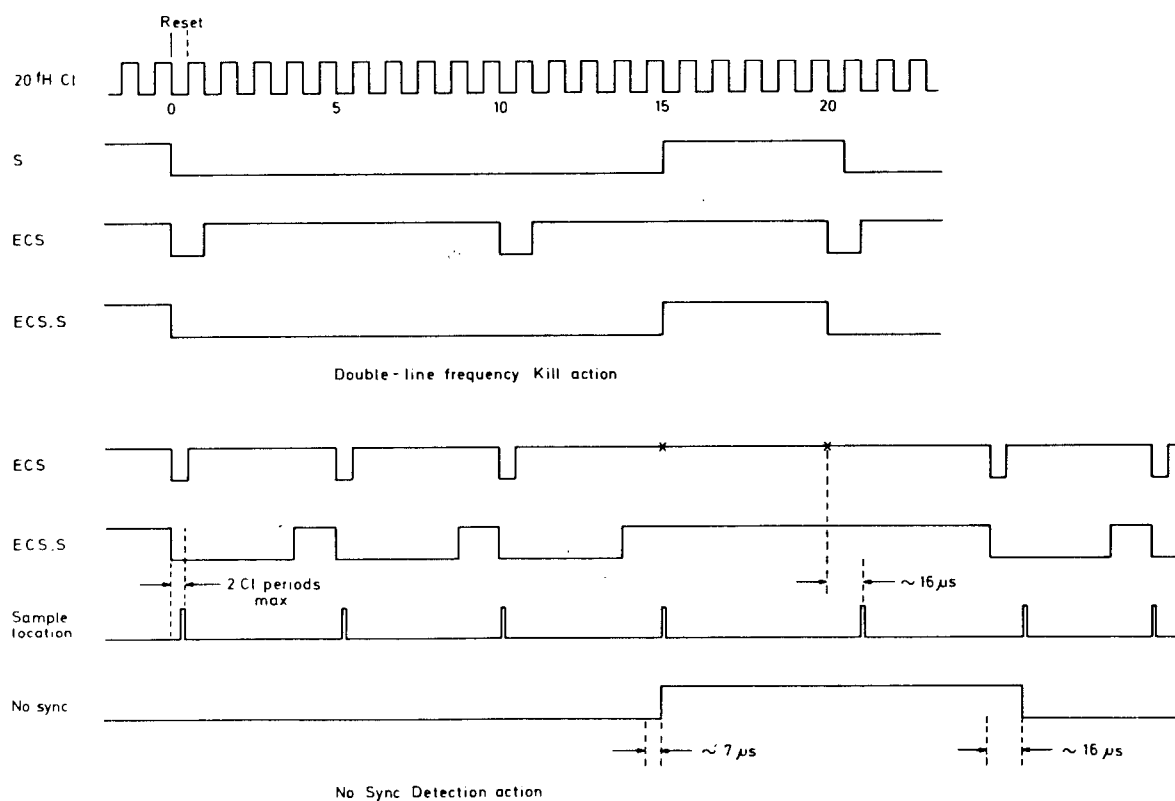 Reset
20 fH Cl
0 5 10 15 20
S
ECS
ECS.S
Double-line frequency Kill action
ECS
ECS.S
2 Cl periods
max
~ 16 µs
Sample
location
No sync
~ 7 µs
~ 16 µs
No Sync Detection action